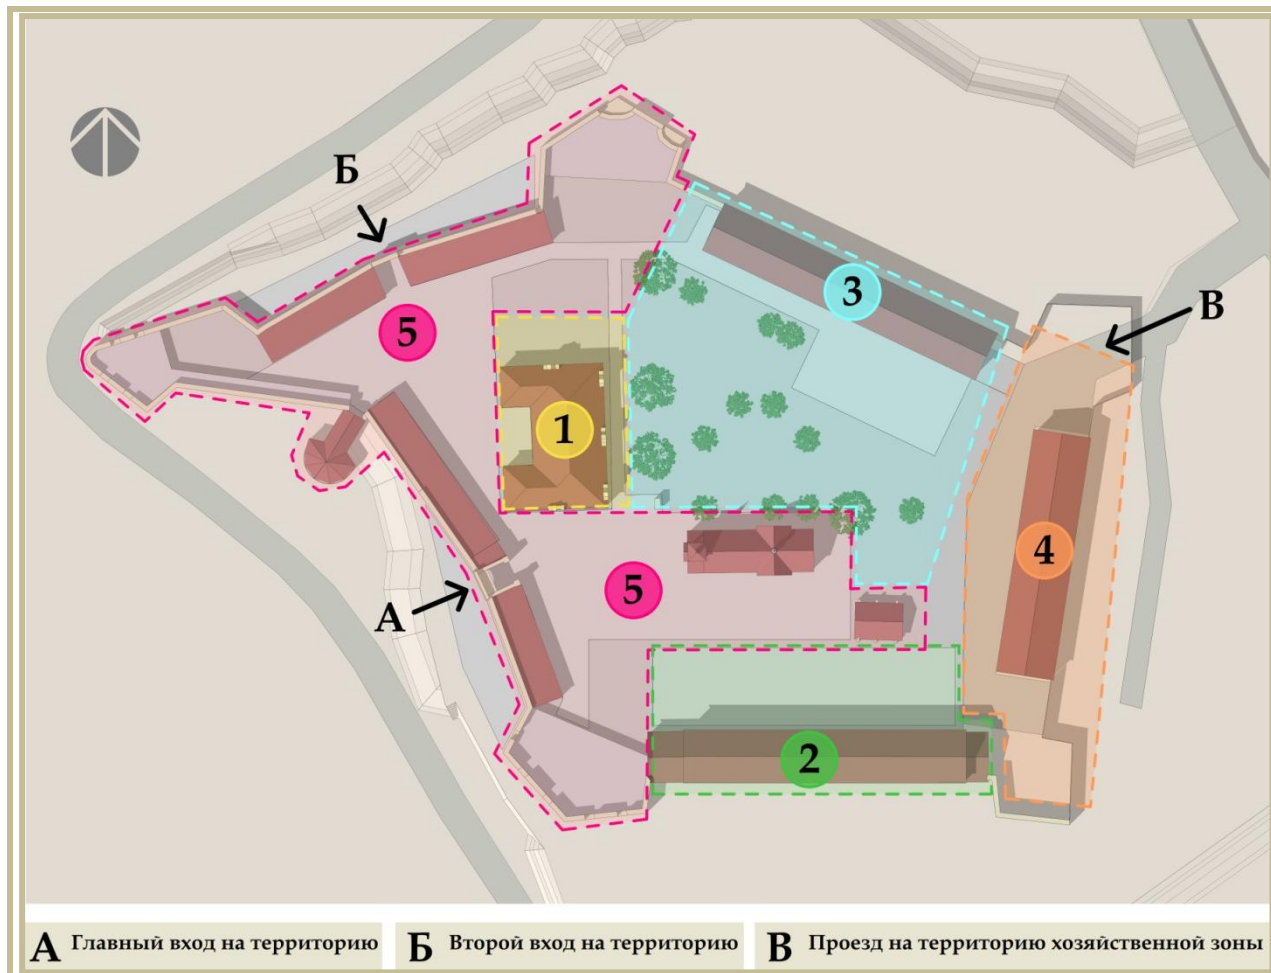 Б
В
3
5
1
4
5
А
2
А Главный вход на территорию
Б Второй вход на территорию
В Проезд на территорию хозяйственной зоны